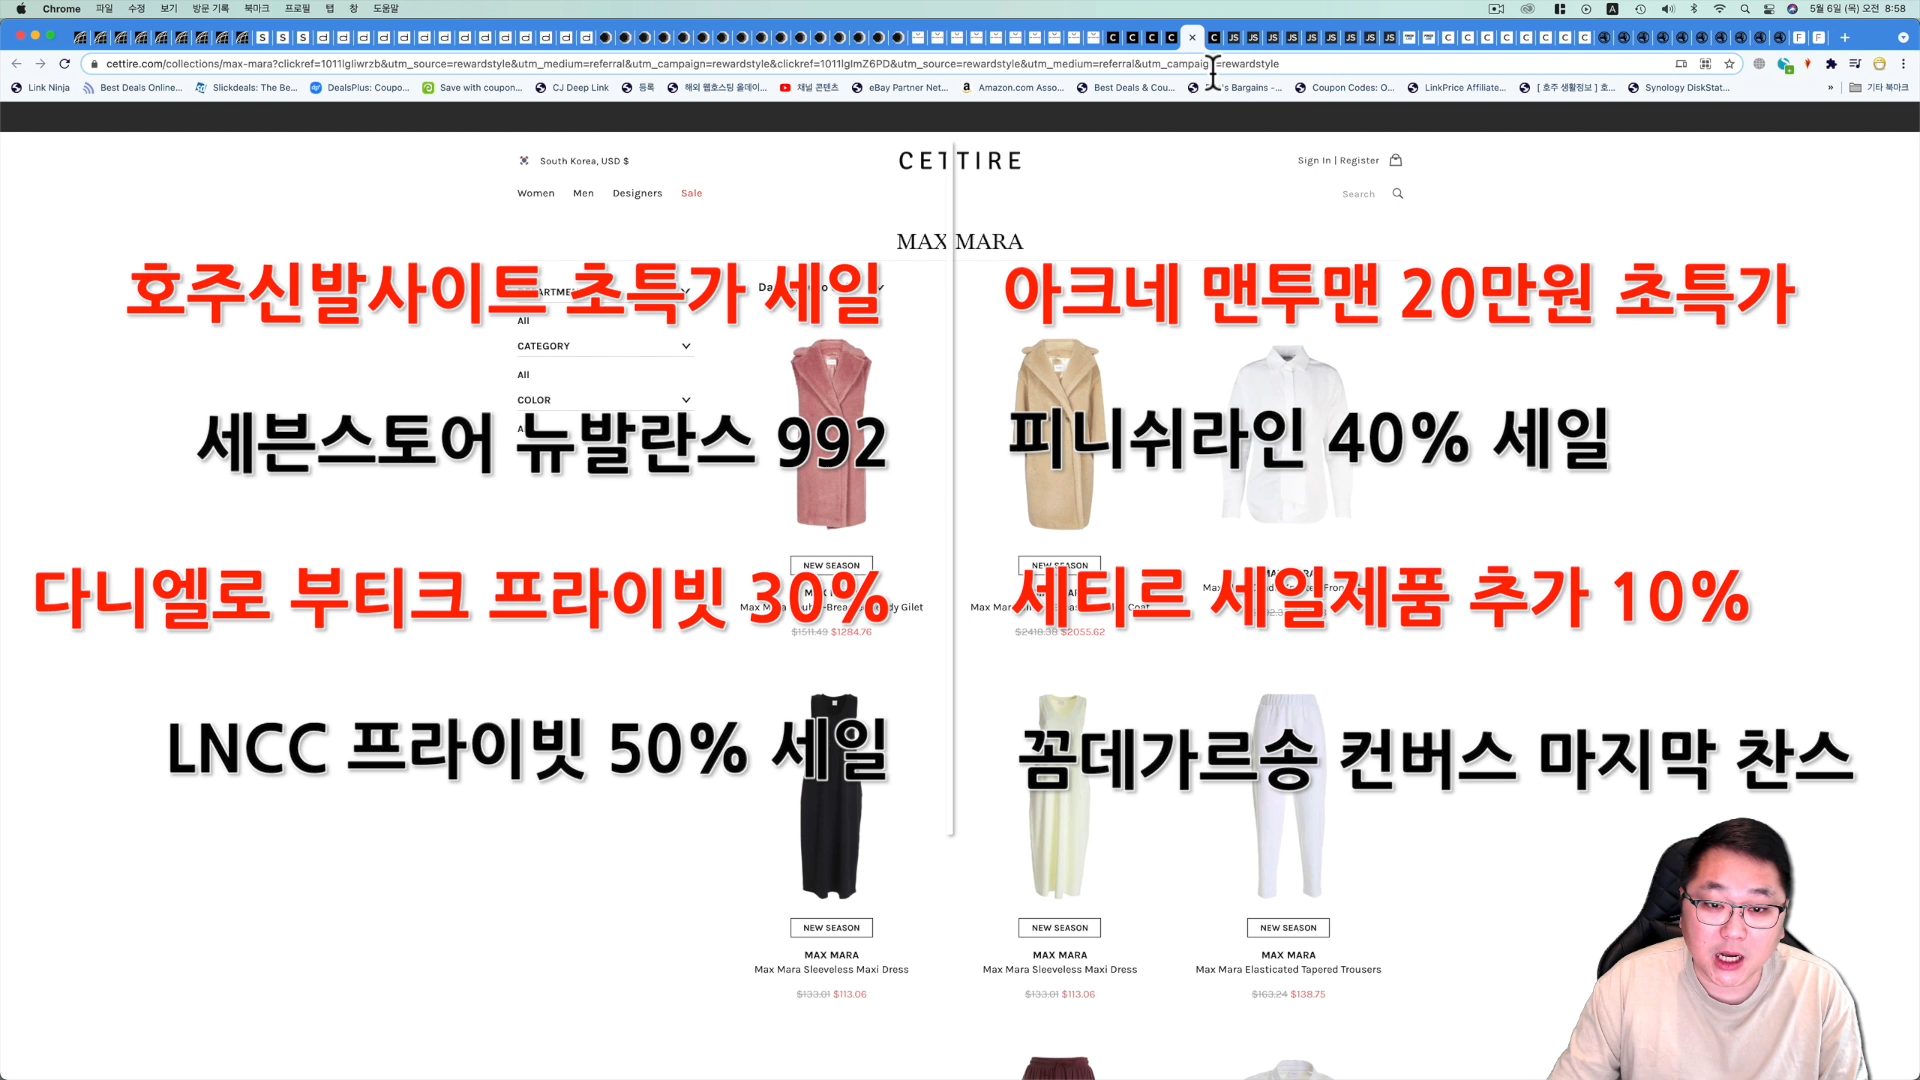 Chrome 파일 수정 보기 방문 기록 북마크 프로필 탭 창 도움말
5월 6일 (목) 오전 8:58
cettire.com/collections/max-mara?clickref=1011lgliwrzb&utm_source=rewardstyle&utm_medium=referral&utm_campaign=rewardstyle&clickref=1011lglmZ6PD&utm_source=rewardstyle&utm_medium=referral&utm_campaign=rewardstyle
Link Ninja Best Deals Online... Slickdeals: The Be... DealsPlus: Coupo... Save with coupon... CJ Deep Link 등록 해외 웹호스팅 올데이... 채널 콘텐츠 eBay Partner Net... Amazon.com Asso... Best Deals & Cou... Bargains -... Coupon Codes: O... LinkPrice Affiliate... [ 호주 생활정보 ] 호... Synology DiskStat... » 기타 북마크
South Korea, USD $
CETTIRE
Sign In | Register
Women Men Designers Sale
Search
MAX MARA
호주신발사이트 초특가 세일
아크네 맨투맨 20만원 초특가
All
CATEGORY
All
COLOR
세븐스토어 뉴발란스 992
피니쉬라인 40% 세일
NEW SEASON
NEW SEASON
다니엘로 부티크 프라이빗 30%
세티르 세일제품 추가 10%
$1511.49 $1284.76
$2418.38 $2055.62
LNCC 프라이빗 50% 세일
꼼데가르송 컨버스 마지막 찬스
NEW SEASON
NEW SEASON
NEW SEASON
MAX MARA
MAX MARA
MAX MARA
Max Mara Sleeveless Maxi Dress
Max Mara Sleeveless Maxi Dress
Max Mara Elasticated Tapered Trousers
$133.01 $113.06
$133.01 $113.06
$163.24 $138.75